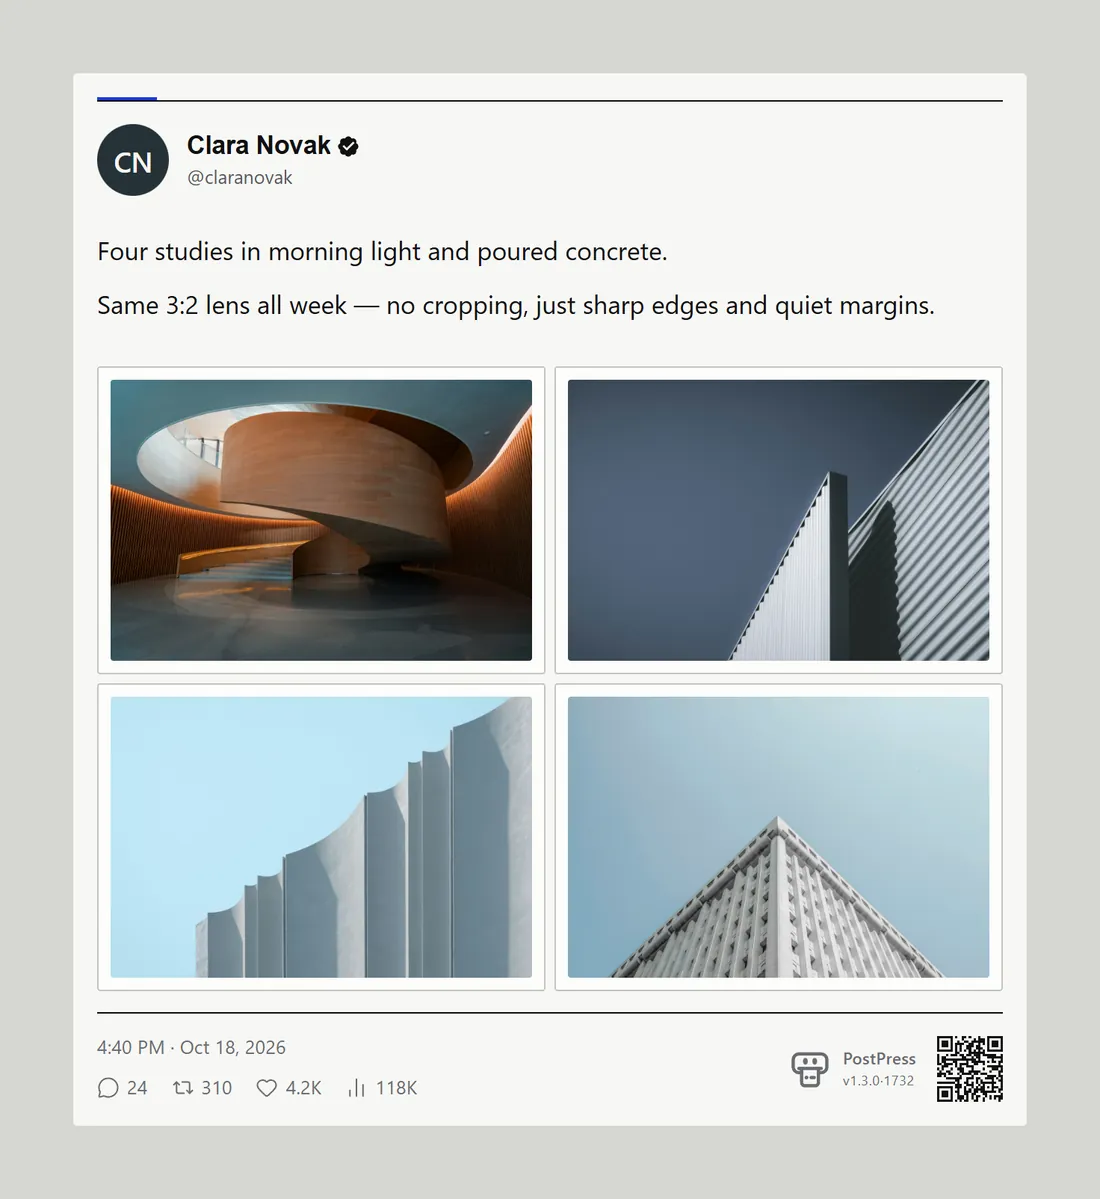 CN
Clara Novak
@claranovak
Four studies in morning light and poured concrete.
Same 3:2 lens all week — no cropping, just sharp edges and quiet margins.
4:40 PM · Oct 18, 2026
24 310 4.2K 118K
PostPress
v1.3.0·1732